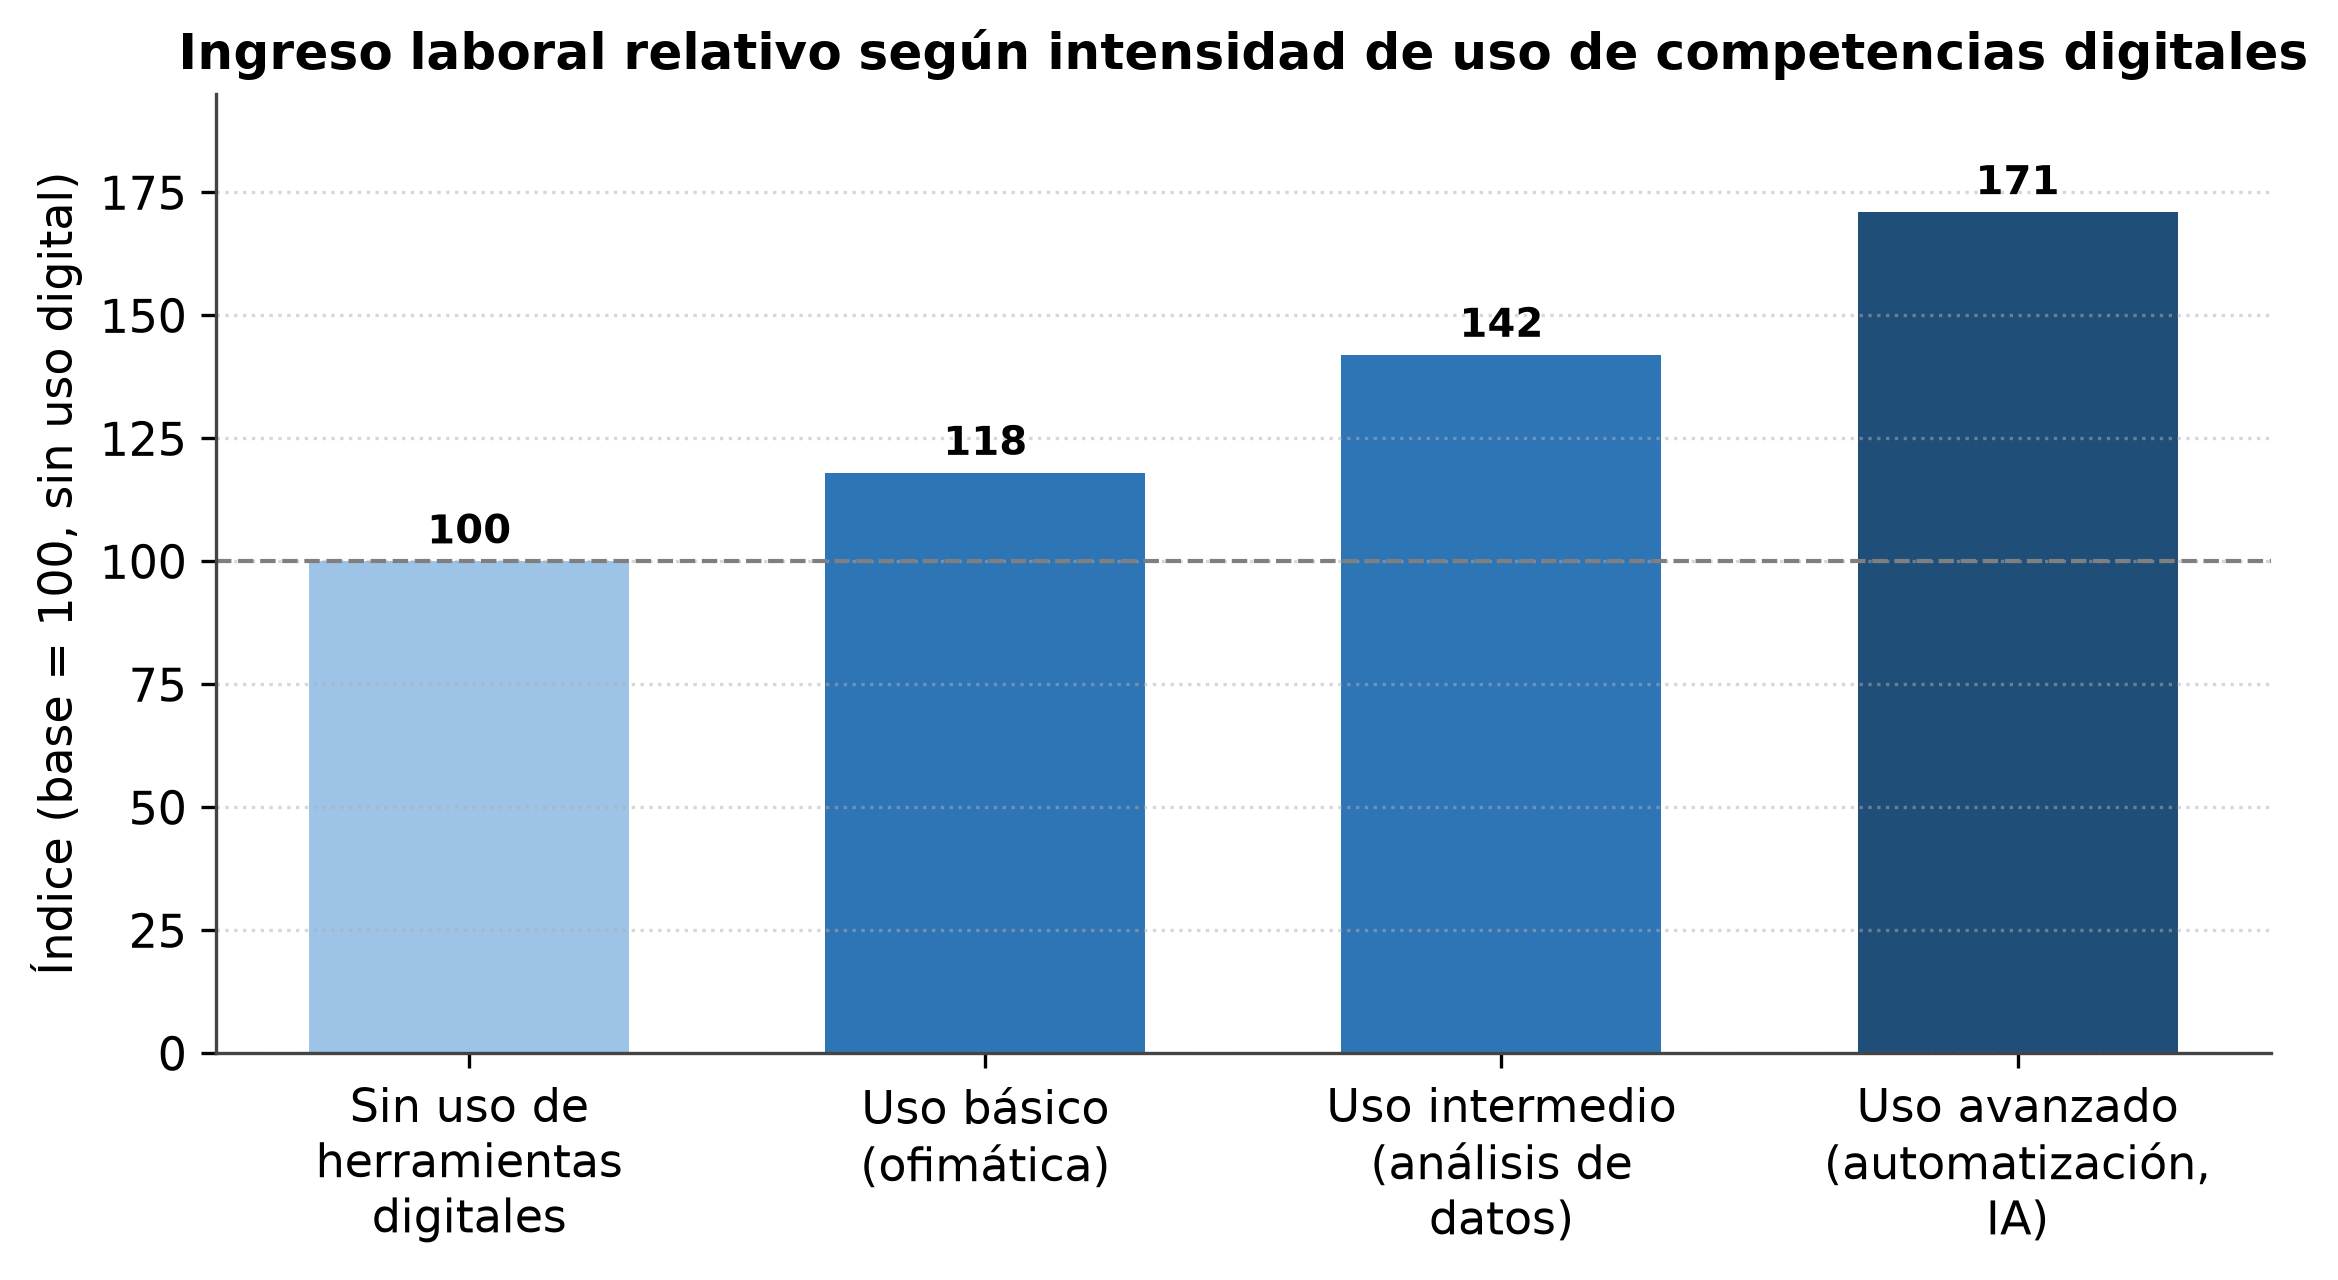 Ingreso laboral relativo según intensidad de uso de competencias digitales
Índice (base = 100, sin uso digital)
175
150
125
100
75
50
25
0
100
118
142
171
Sin uso de
herramientas
digitales
Uso básico
(ofimática)
Uso intermedio
(análisis de
datos)
Uso avanzado
(automatización,
IA)